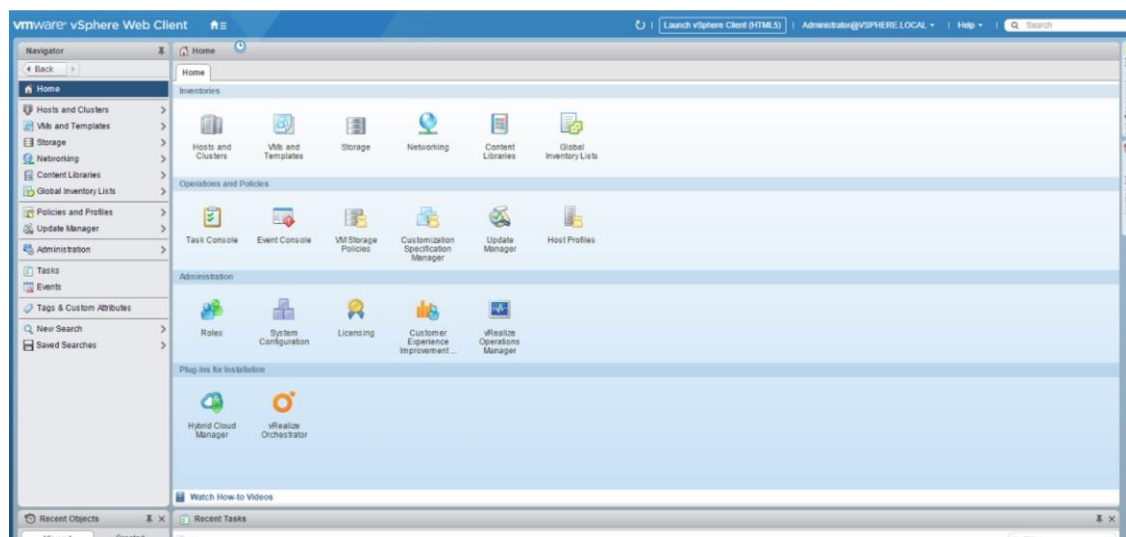 vmware® vSphere Web Client
Launch vSphere Client (HTML5)
Administrator@VSPHERE.LOCAL
Help
Search
Navigator
Back
Home
Hosts and Clusters
VMs and Templates
Storage
Networking
Content Libraries
Global Inventory Lists
Policies and Profiles
Update Manager
Administration
Tasks
Events
Tags & Custom Attributes
New Search
Saved Searches
Home
Home
Inventories
Hosts and
Clusters
VMs and
Templates
Storage
Networking
Content
Libraries
Global
Inventory Lists
Operations and Policies
Task Console
Event Console
VM Storage
Policies
Customization
Specification
Manager
Update
Manager
Host Profiles
Administration
Roles
System
Configuration
Licensing
Customer
Experience
Improvement ...
vRealize
Operations
Manager
Plug-ins for Installation
Hybrid Cloud
Manager
vRealize
Orchestrator
Watch How-to Videos
Recent Objects
Recent Tasks